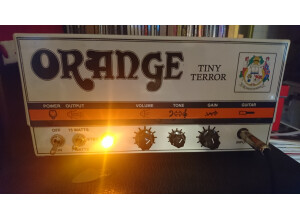 ORANGE
TINY
TERROR
POWER OUTPUT VOLUME TONE GAIN GUITAR